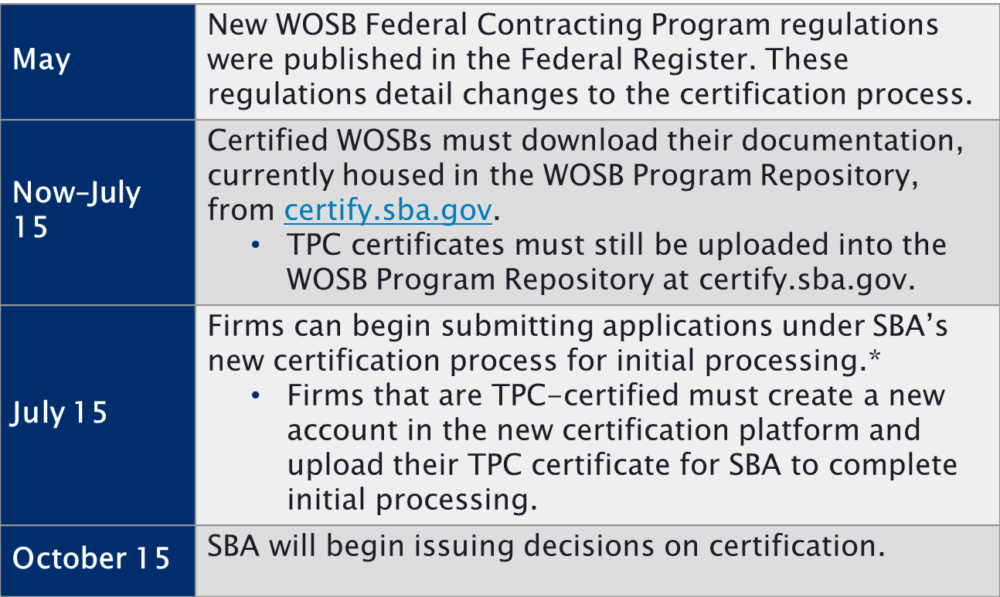 May
New WOSB Federal Contracting Program regulations
were published in the Federal Register. These
regulations detail changes to the certification process.
Now–July
15
Certified WOSBs must download their documentation,
currently housed in the WOSB Program Repository,
from certify.sba.gov.
• TPC certificates must still be uploaded into the
WOSB Program Repository at certify.sba.gov.
July 15
Firms can begin submitting applications under SBA’s
new certification process for initial processing.*
• Firms that are TPC-certified must create a new
account in the new certification platform and
upload their TPC certificate for SBA to complete
initial processing.
October 15
SBA will begin issuing decisions on certification.